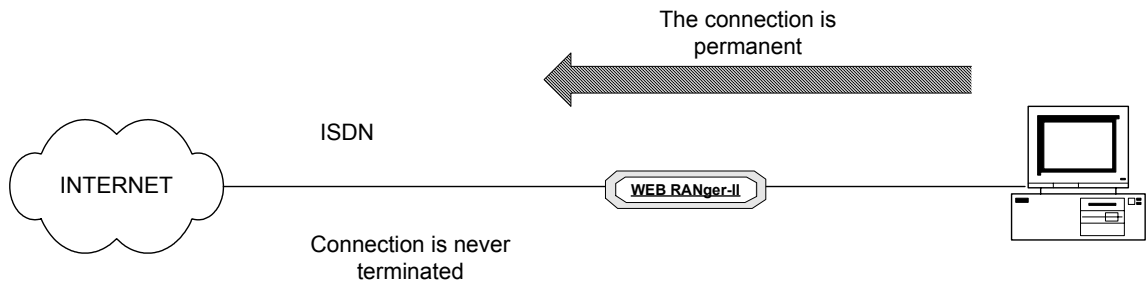 The connection is
permanent
ISDN
INTERNET
WEB RANger-II
Connection is never
terminated